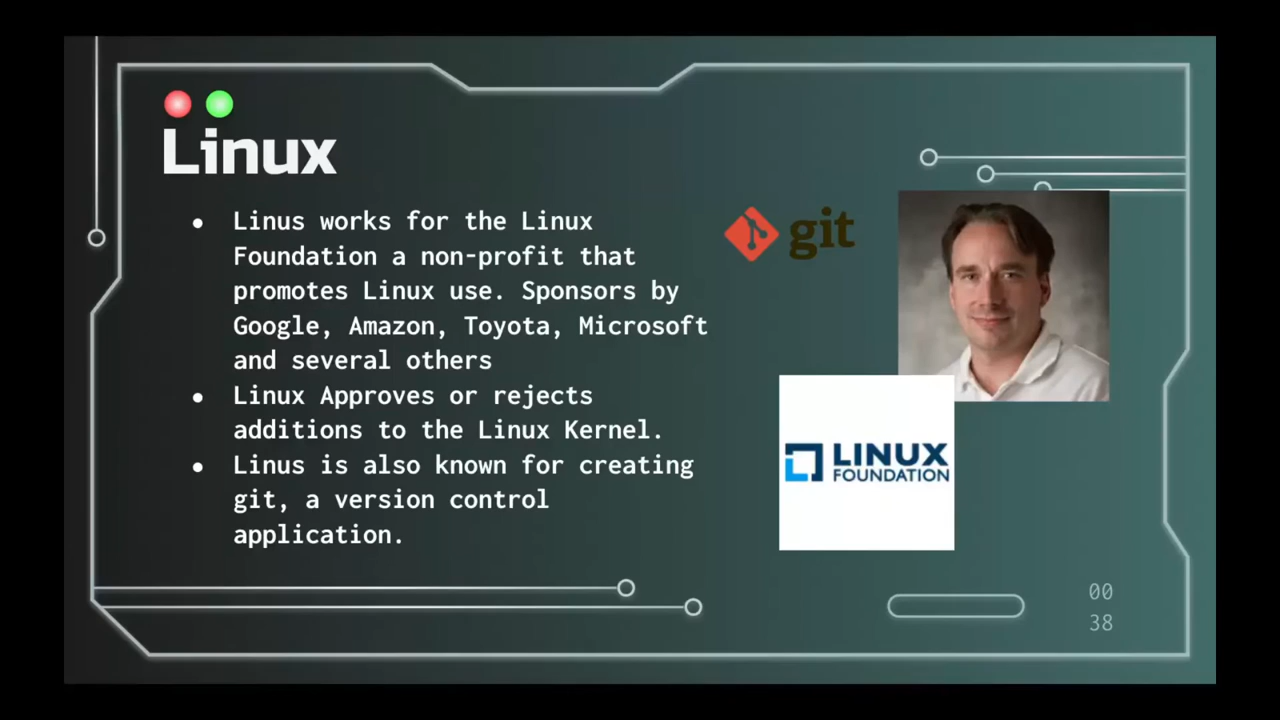 Linux
● Linus works for the Linux
Foundation a non-profit that
promotes Linux use. Sponsors by
Google, Amazon, Toyota, Microsoft
and several others
● Linux Approves or rejects
additions to the Linux Kernel.
● Linus is also known for creating
git, a version control
application.
git
LINUX
FOUNDATION
00
38